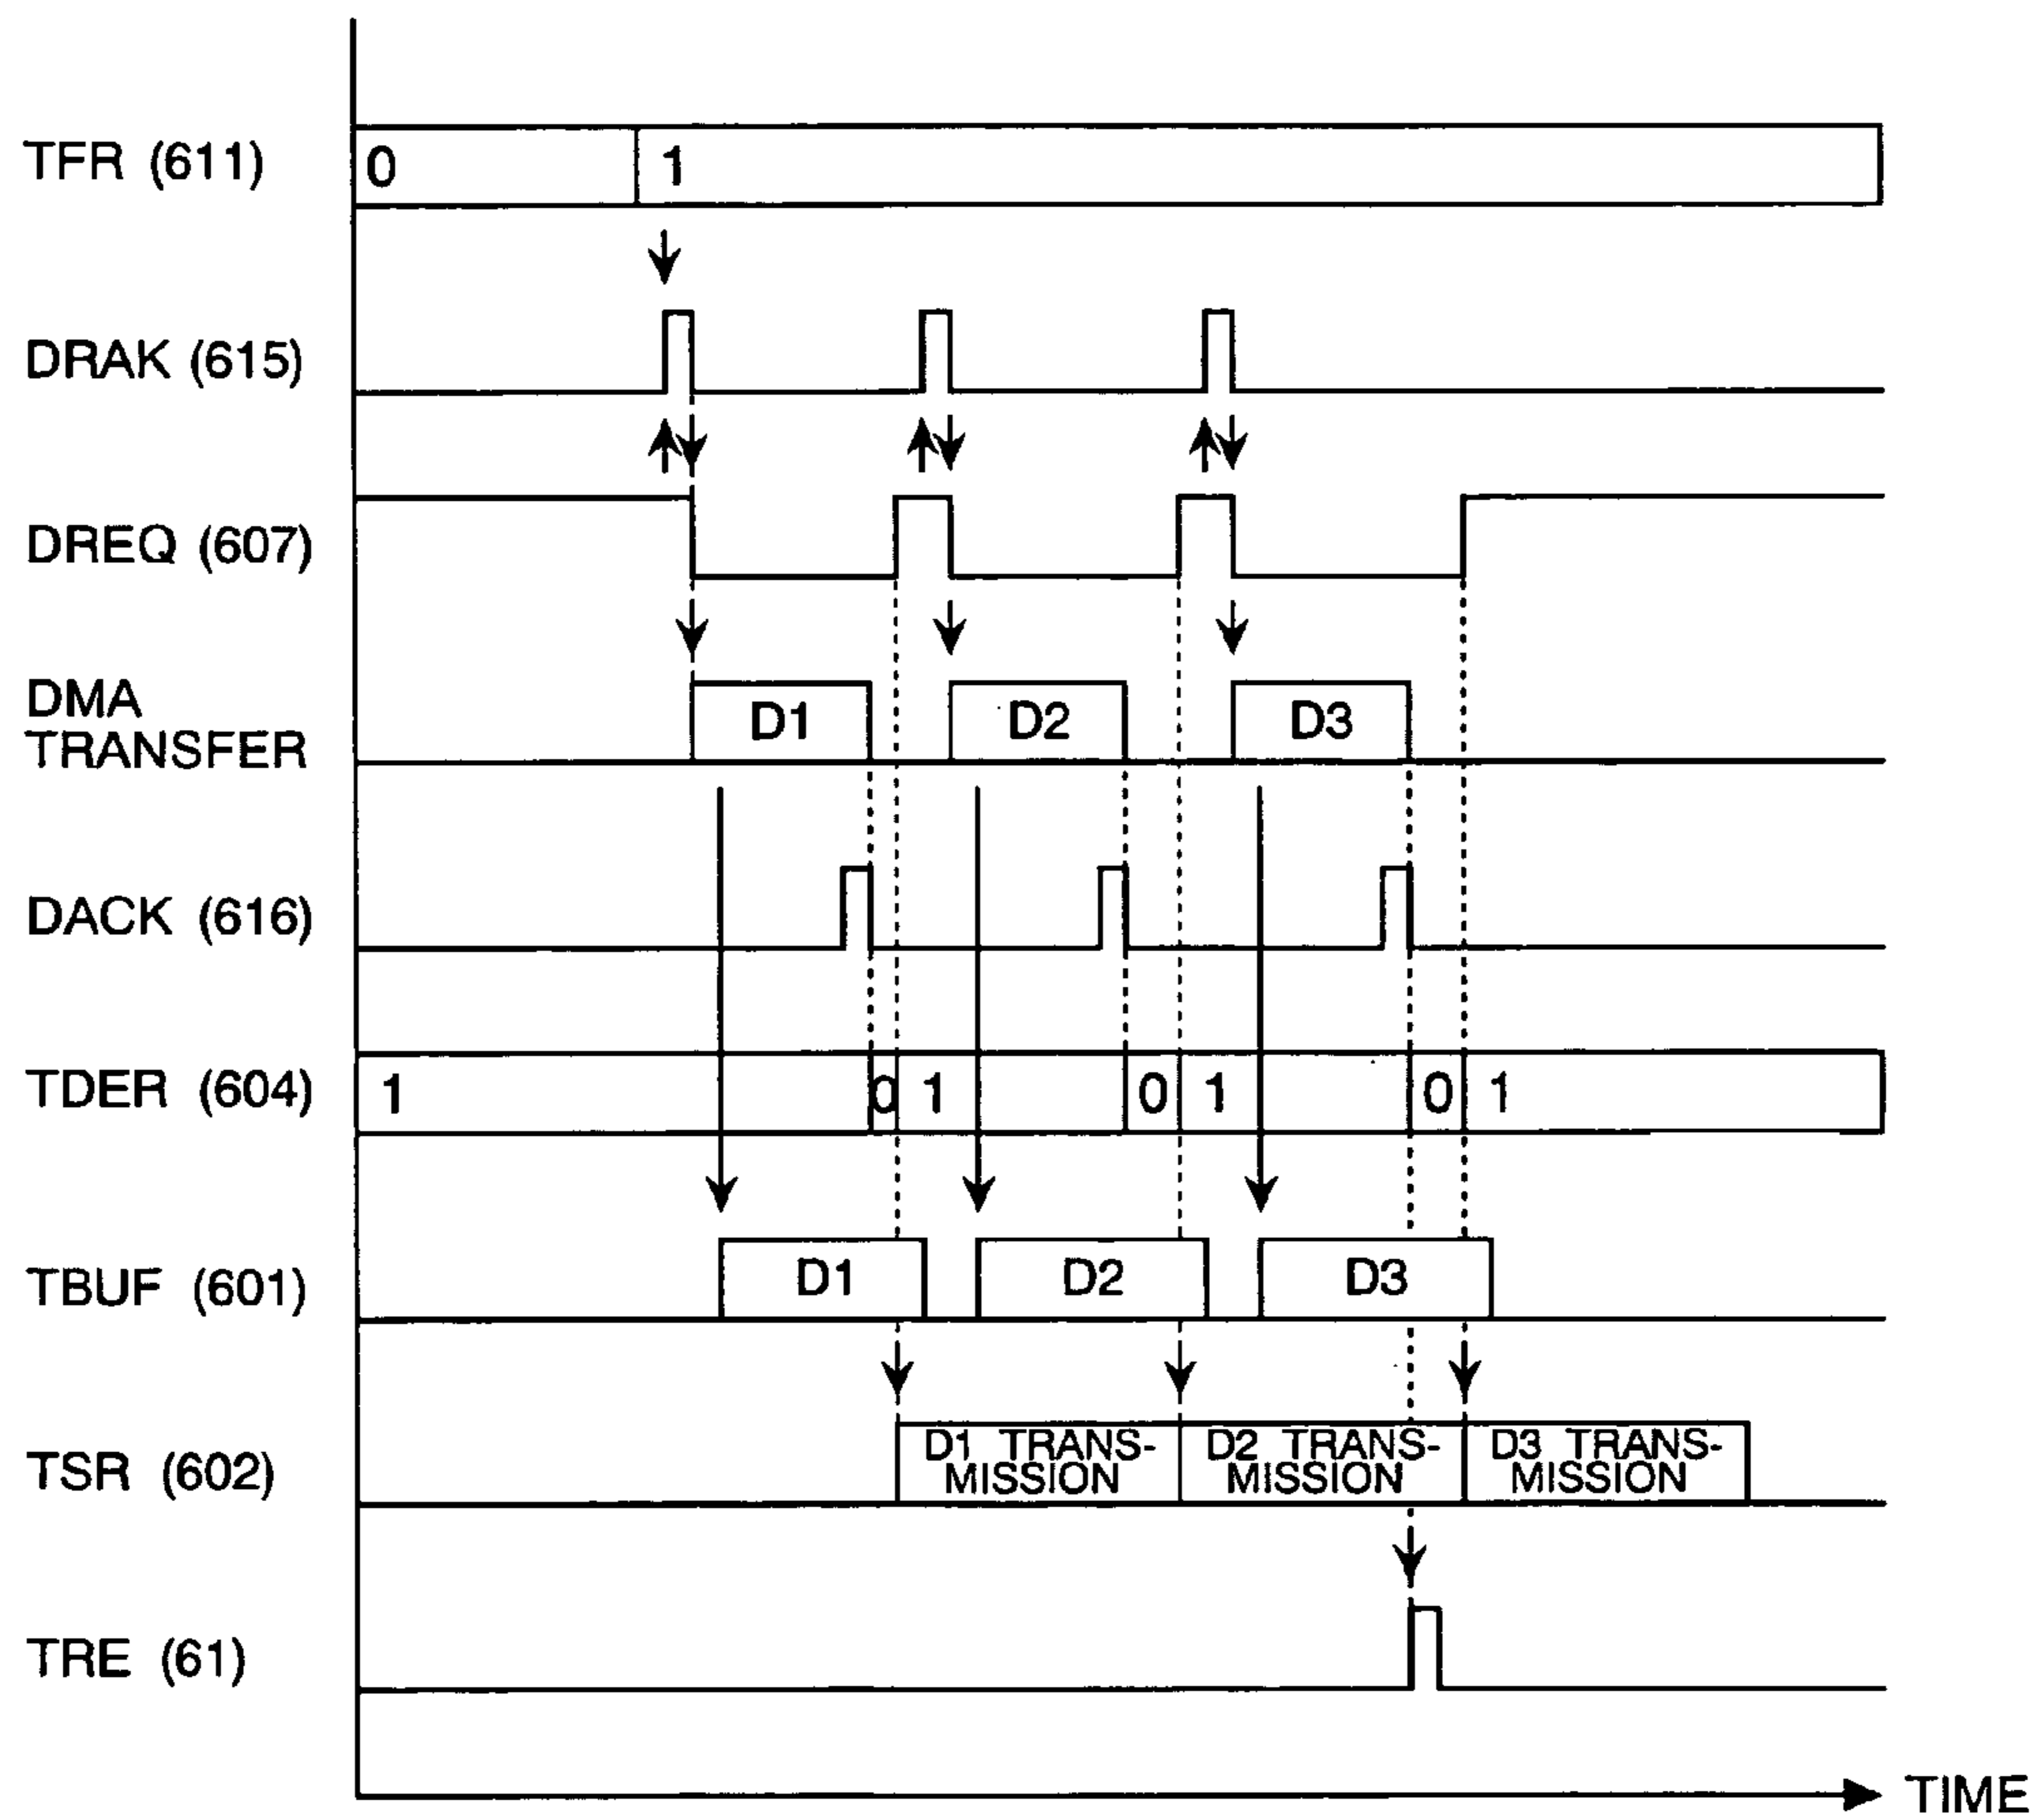 TFR (611) 0 1
DRAK (615)
DREQ (607)
DMA
TRANSFER
D1 D2 D3
DACK (616)
TDER (604) 1 0 1 0 1 0 1
TBUF (601) D1 D2 D3
TSR (602)
D1 TRANS-
MISSION
D2 TRANS-
MISSION
D3 TRANS-
MISSION
TRE (61)
TIME